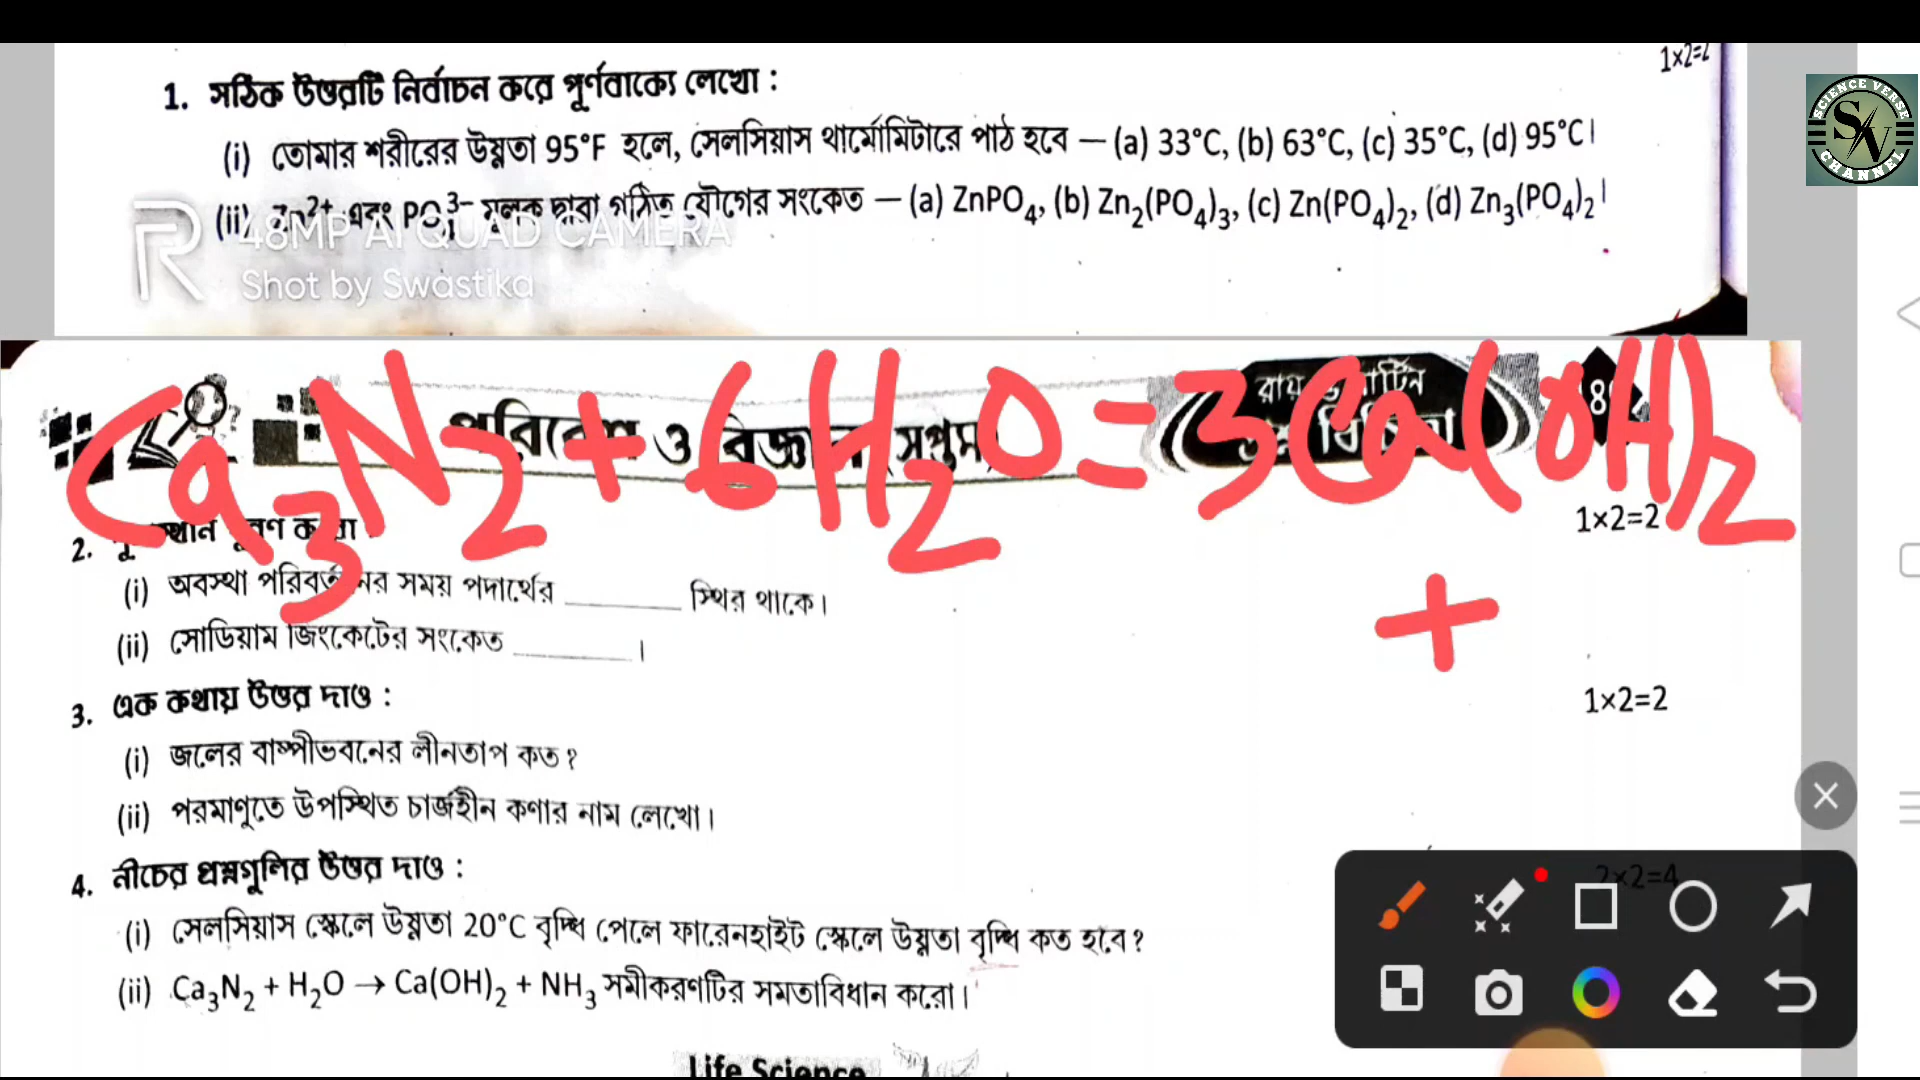 1×2=2
1. সঠিক উত্তরটি নির্বাচন করে পূর্ণবাক্যে লেখো :
(i) তোমার শরীরের উষ্ণতা 95°F হলে, সেলসিয়াস থার্মোমিটারে পাঠ হবে — (a) 33°C, (b) 63°C, (c) 35°C, (d) 95°C।
(ii) Zn²⁺ এবং PO₄³⁻ মূলক দ্বারা গঠিত যৌগের সংকেত — (a) ZnPO₄, (b) Zn₂(PO₄)₃, (c) Zn(PO₄)₂, (d) Zn₃(PO₄)₂।
48MP AI QUAD CAMERA
Shot by Swastika
SCIENCE VERSE
SV
CHANNEL
Ca₃N₂ + 6H₂O = 3Ca(OH)₂
+
পরিবেশ ও বিজ্ঞান
রায়
1×2=2
2.
(i) অবস্থা পরিবর্তনের সময় পদার্থের ________ স্থির থাকে।
(ii) সোডিয়াম জিংকেটের সংকেত ________।
3. এক কথায় উত্তর দাও :
1×2=2
(i) জলের বাষ্পীভবনের লীনতাপ কত?
(ii) পরমাণুতে উপস্থিত চার্জহীন কণার নাম লেখো।
4. নীচের প্রশ্নগুলির উত্তর দাও :
2×2=4
(i) সেলসিয়াস স্কেলে উষ্ণতা 20°C বৃদ্ধি পেলে ফারেনহাইট স্কেলে উষ্ণতা বৃদ্ধি কত হবে?
(ii) Ca₃N₂ + H₂O → Ca(OH)₂ + NH₃ সমীকরণটির সমতাবিধান করো।
Life Science